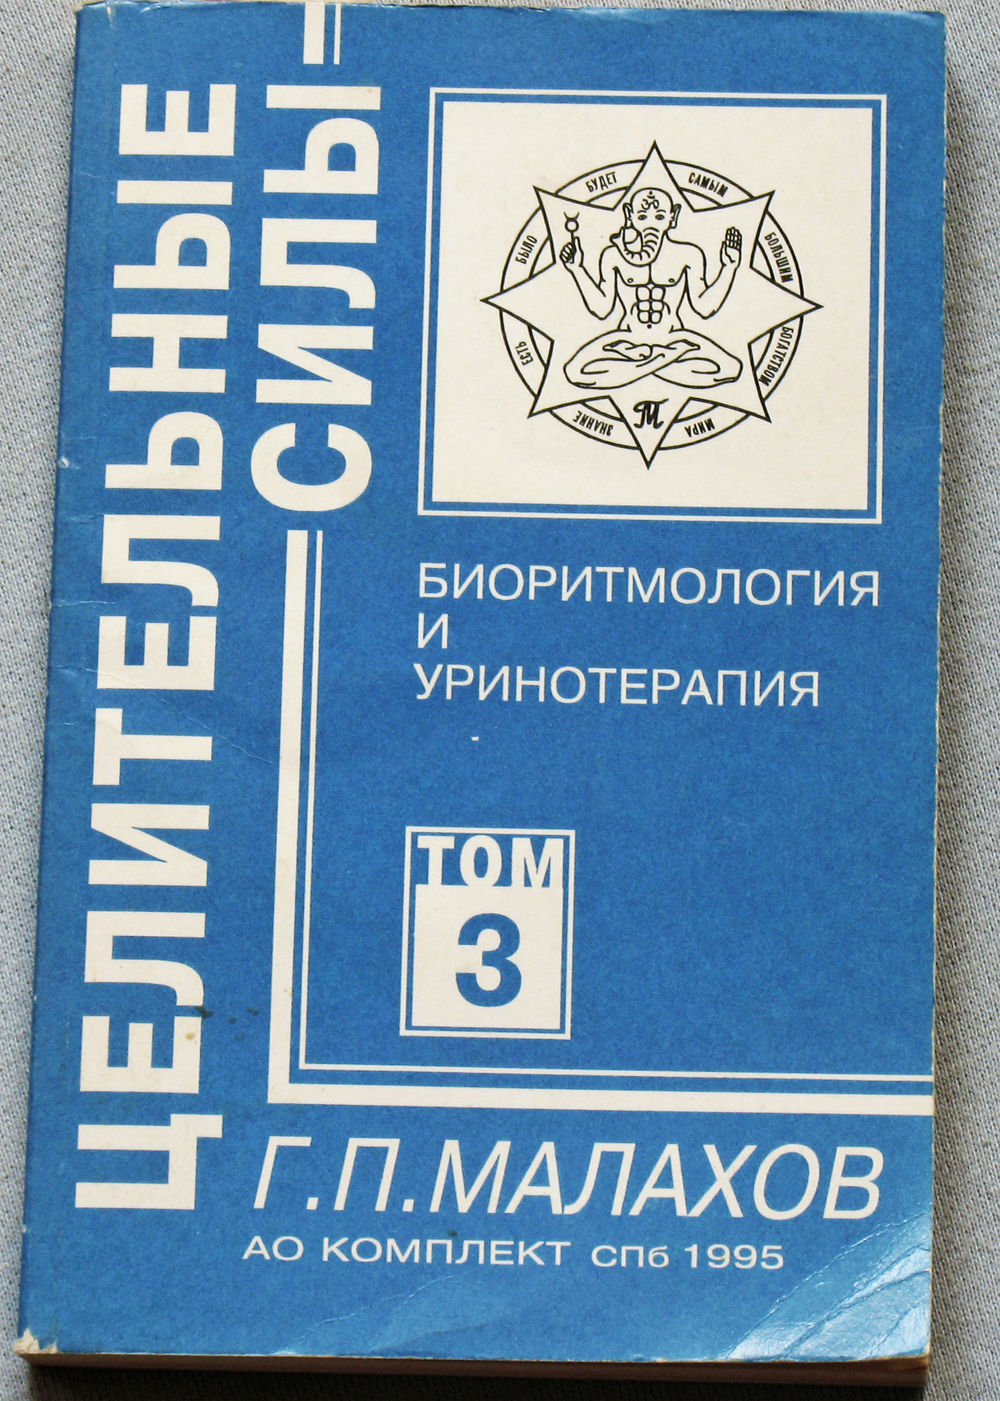 ЦЕЛИТЕЛЬНЫЕ
СИЛЫ
ЗНАНИЕ ЕСТЬ БЫЛО БУДЕТ САМЫМ БОЛЬШИМ БОГАТСТВОМ МИРА
М
БИОРИТМОЛОГИЯ
И
УРИНОТЕРАПИЯ
ТОМ
3
Г.П.МАЛАХОВ
АО КОМПЛЕКТ СПб 1995